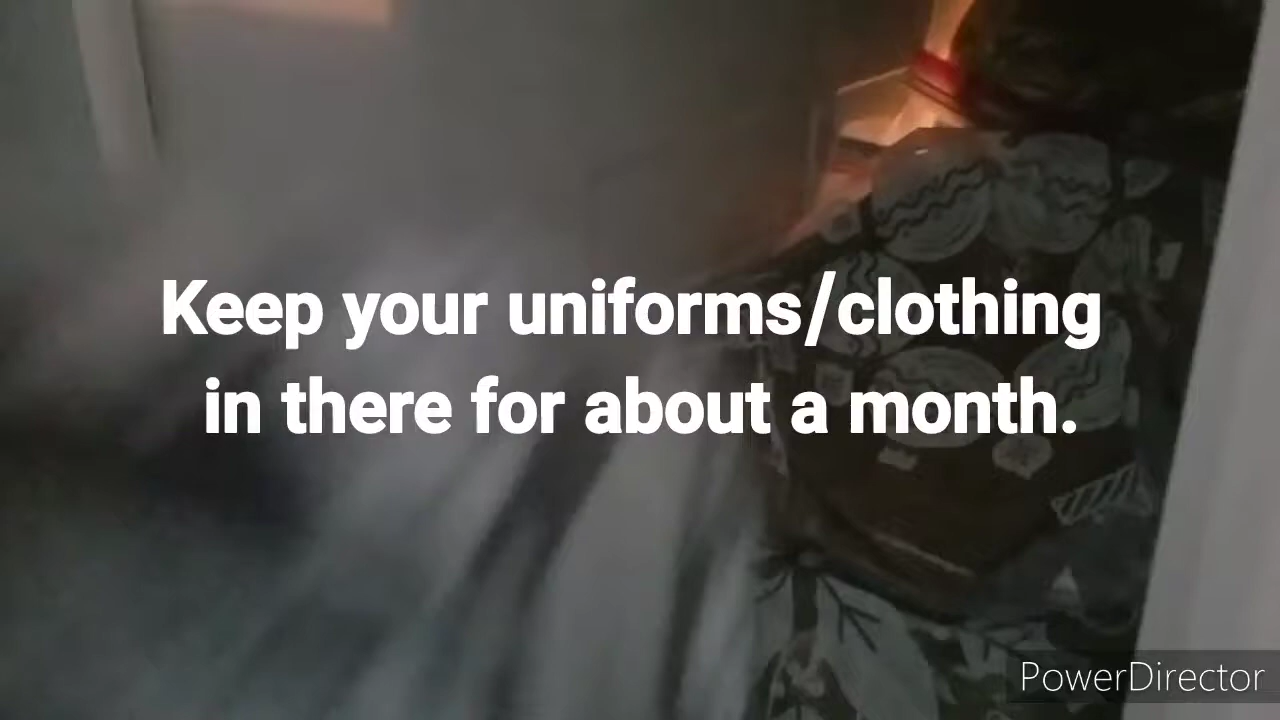 Keep your uniforms/clothing
in there for about a month.
PowerDirector